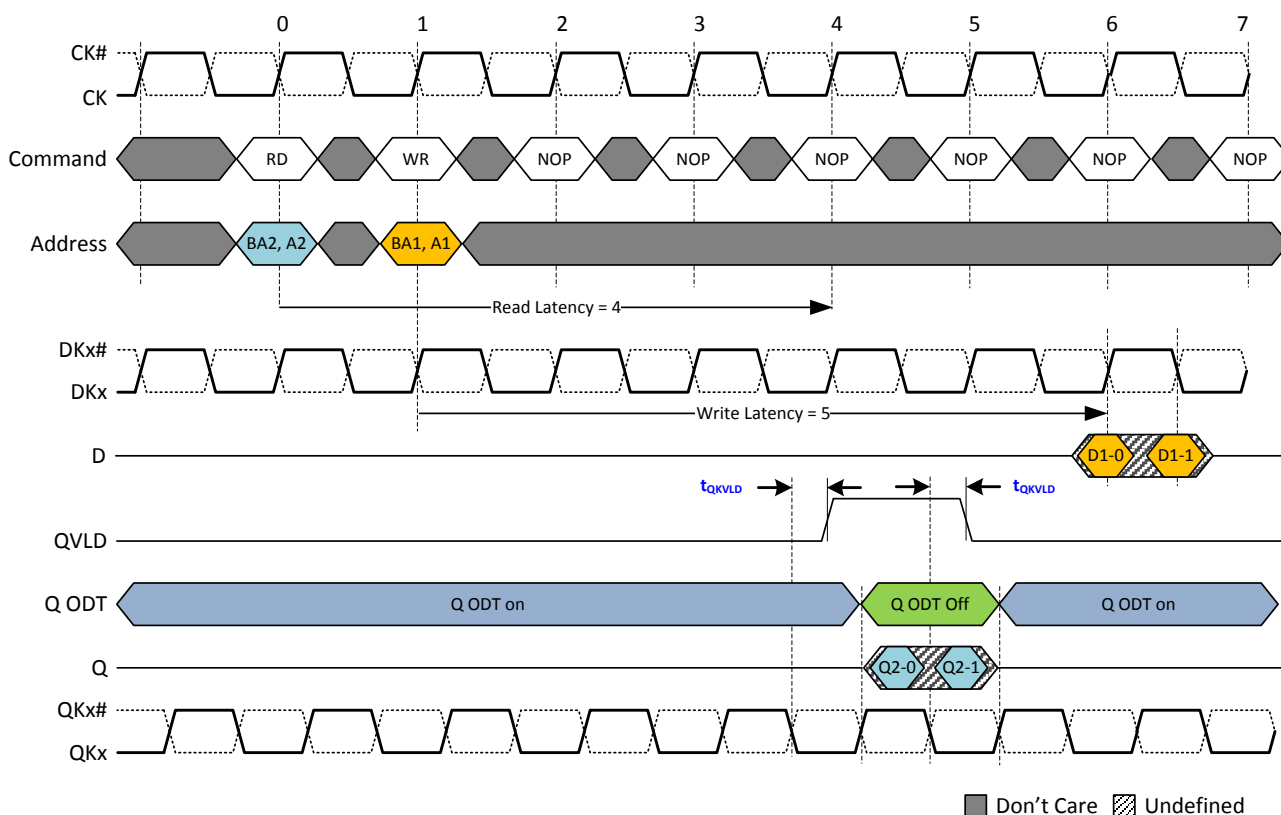 0 1 2 3 4 5 6 7
CK#
CK
Command RD WR NOP NOP NOP NOP NOP NOP
Address BA2, A2 BA1, A1
Read Latency = 4
DKx#
DKx
Write Latency = 5
D D1-0 D1-1
tQKVLD tQKVLD
QVLD
Q ODT Q ODT on Q ODT Off Q ODT on
Q Q2-0 Q2-1
QKx#
QKx
Don't Care Undefined